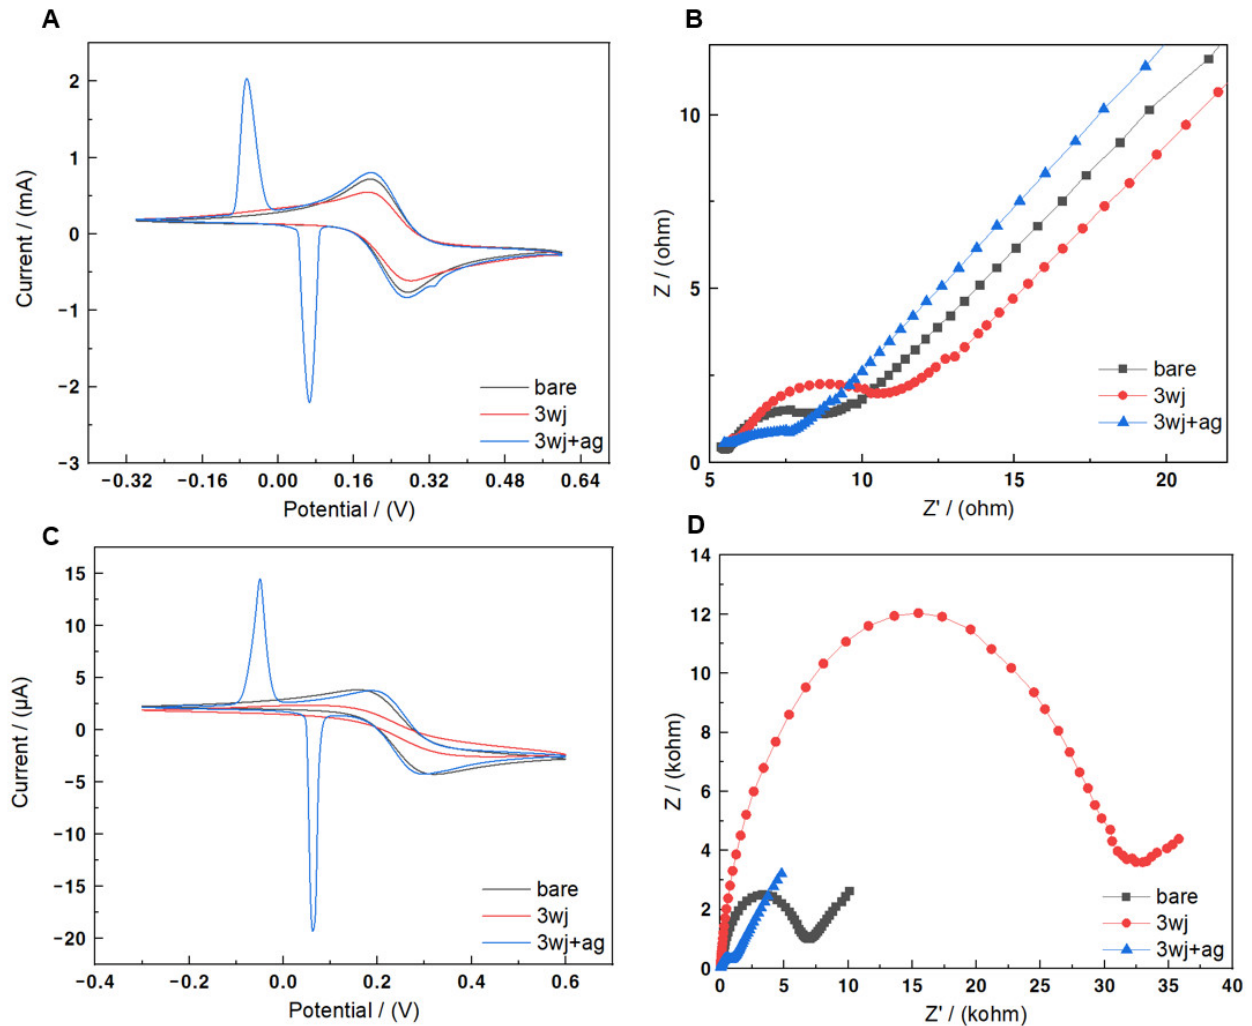 A
Current / (mA)
2
1
0
−1
−2
−3
−0.32 −0.16 0.00 0.16 0.32 0.48 0.64
Potential / (V)
bare
3wj
3wj+ag
B
Z / (ohm)
10
5
0
5 10 15 20
Z' / (ohm)
bare
3wj
3wj+ag
C
Current / (μA)
15
10
5
0
−5
−10
−15
−20
−0.4 −0.2 0.0 0.2 0.4 0.6
Potential / (V)
bare
3wj
3wj+ag
D
Z / (kohm)
14
12
10
8
6
4
2
0
0 5 10 15 20 25 30 35 40
Z' / (kohm)
bare
3wj
3wj+ag